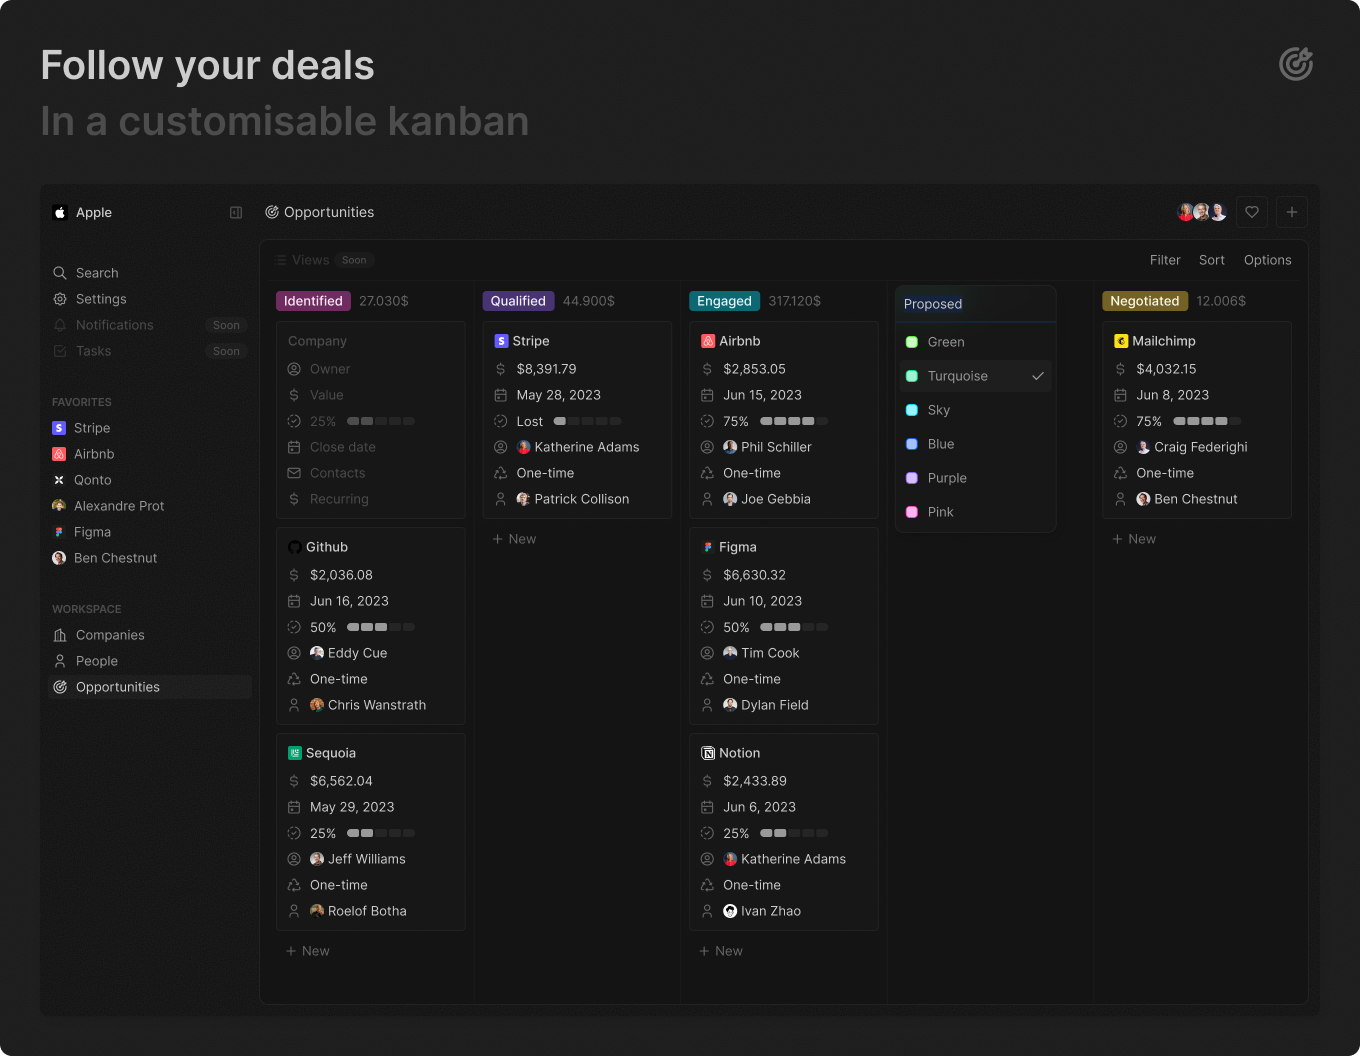 Follow your deals
In a customisable kanban
Apple
Search
Settings
Notifications Soon
Tasks Soon
FAVORITES
Stripe
Airbnb
Qonto
Alexandre Prot
Figma
Ben Chestnut
WORKSPACE
Companies
People
Opportunities
Opportunities
Views Soon
Filter Sort Options
Identified 27.030$
Company
Owner
Value
25%
Close date
Contacts
Recurring
Github
$2,036.08
Jun 16, 2023
50%
Eddy Cue
One-time
Chris Wanstrath
Sequoia
$6,562.04
May 29, 2023
25%
Jeff Williams
One-time
Roelof Botha
+ New
Qualified 44.900$
Stripe
$8,391.79
May 28, 2023
Lost
Katherine Adams
One-time
Patrick Collison
+ New
Engaged 317.120$
Airbnb
$2,853.05
Jun 15, 2023
75%
Phil Schiller
One-time
Joe Gebbia
Figma
$6,630.32
Jun 10, 2023
50%
Tim Cook
One-time
Dylan Field
Notion
$2,433.89
Jun 6, 2023
25%
Katherine Adams
One-time
Ivan Zhao
+ New
Proposed
Green
Turquoise
Sky
Blue
Purple
Pink
Negotiated 12.006$
Mailchimp
$4,032.15
Jun 8, 2023
75%
Craig Federighi
One-time
Ben Chestnut
+ New